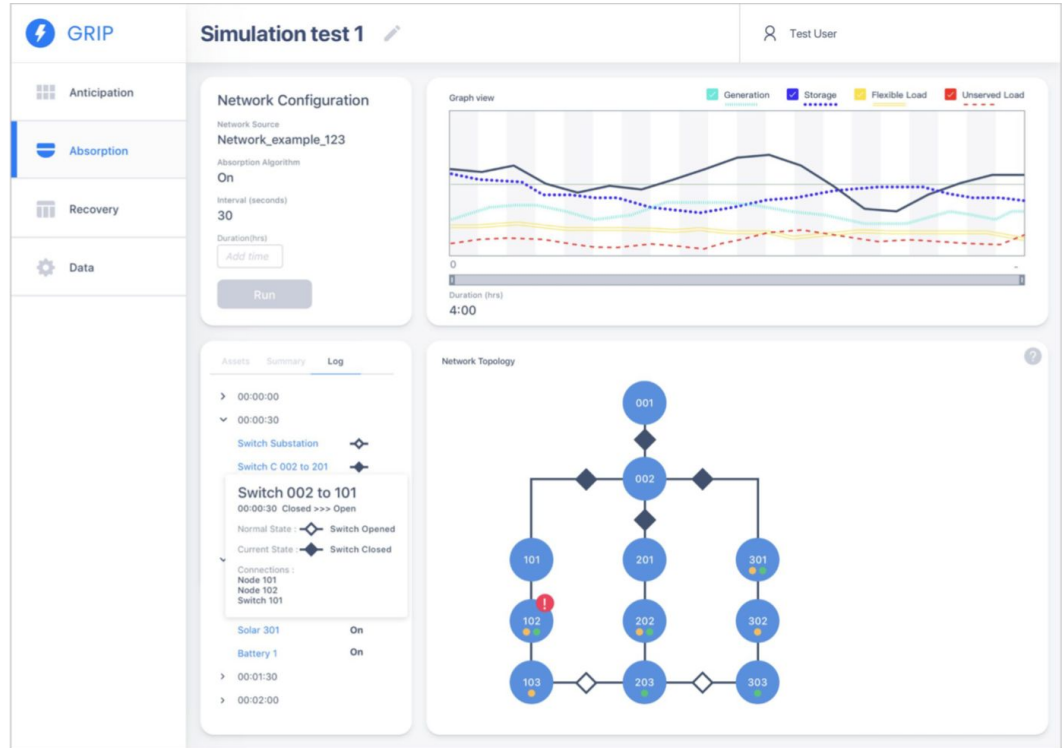 GRIP
Simulation test 1
Test User
Anticipation
Absorption
Recovery
Data
Network Configuration
Network Source
Network_example_123
Absorption Algorithm
On
Interval (seconds)
30
Duration(hrs)
Add time
Run
Graph view
Generation
Storage
Flexible Load
Unserved Load
0
-
Duration (hrs)
4:00
Assets Summary Log
00:00:00
00:00:30
Switch Substation
Switch C 002 to 201
Switch 002 to 101
00:00:30 Closed >>> Open
Normal State : Switch Opened
Current State : Switch Closed
Connections :
Node 101
Node 102
Switch 101
Solar 301 On
Battery 1 On
00:01:30
00:02:00
Network Topology
?
001
002
101 201 301
!
102 202 302
103 203 303